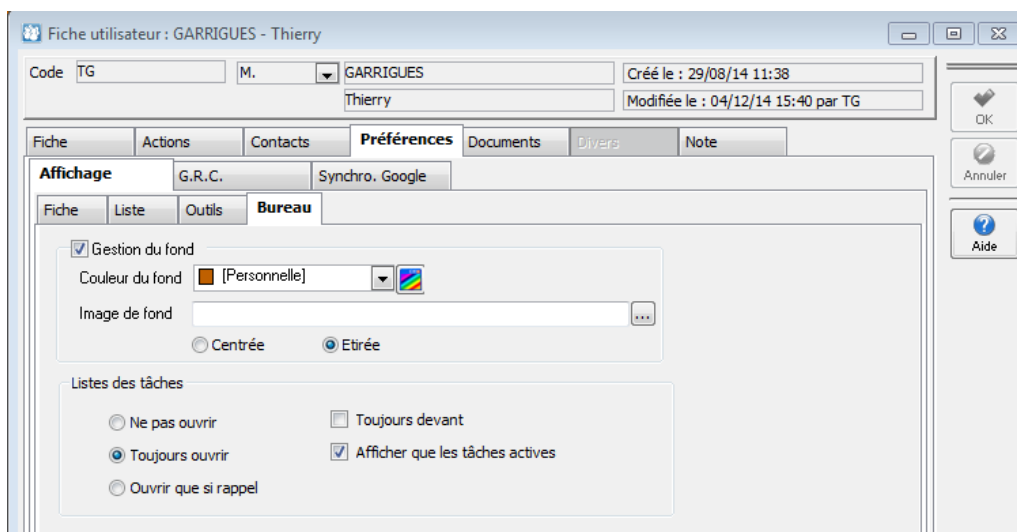 Fiche utilisateur : GARRIGUES - Thierry
Code TG M. GARRIGUES Créé le : 29/08/14 11:38
Thierry Modifiée le : 04/12/14 15:40 par TG
OK
Fiche Actions Contacts Préférences Documents Divers Note
Annuler
Affichage G.R.C. Synchro. Google
Fiche Liste Outils Bureau
Aide
Gestion du fond
Couleur du fond [Personnelle]
Image de fond ...
Centrée Etirée
Listes des tâches
Ne pas ouvrir Toujours devant
Toujours ouvrir Afficher que les tâches actives
Ouvrir que si rappel